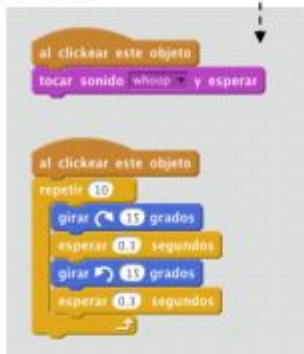 al clickear este objeto
tocar sonido whoop y esperar
al clickear este objeto
repetir 10
girar 15 grados
esperar 0.3 segundos
girar 15 grados
esperar 0.3 segundos